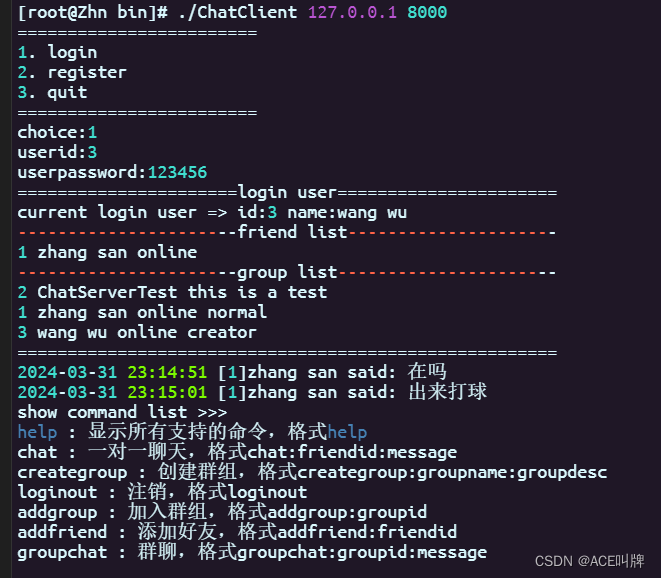 [root@Zhn bin]# ./ChatClient 127.0.0.1 8000
========================
1. login
2. register
3. quit
========================
choice:1
userid:3
userpassword:123456
======================login user======================
current login user => id:3 name:wang wu
----------------------friend list---------------------
1 zhang san online
----------------------group list----------------------
2 ChatServerTest this is a test
1 zhang san online normal
3 wang wu online creator
======================================================
2024-03-31 23:14:51 [1]zhang san said: 在吗
2024-03-31 23:15:01 [1]zhang san said: 出来打球
show command list >>>
help : 显示所有支持的命令，格式help
chat : 一对一聊天，格式chat:friendid:message
creategroup : 创建群组，格式creategroup:groupname:groupdesc
loginout : 注销，格式loginout
addgroup : 加入群组，格式addgroup:groupid
addfriend : 添加好友，格式addfriend:friendid
groupchat : 群聊，格式groupchat:groupid:message
CSDN @ACE叫牌